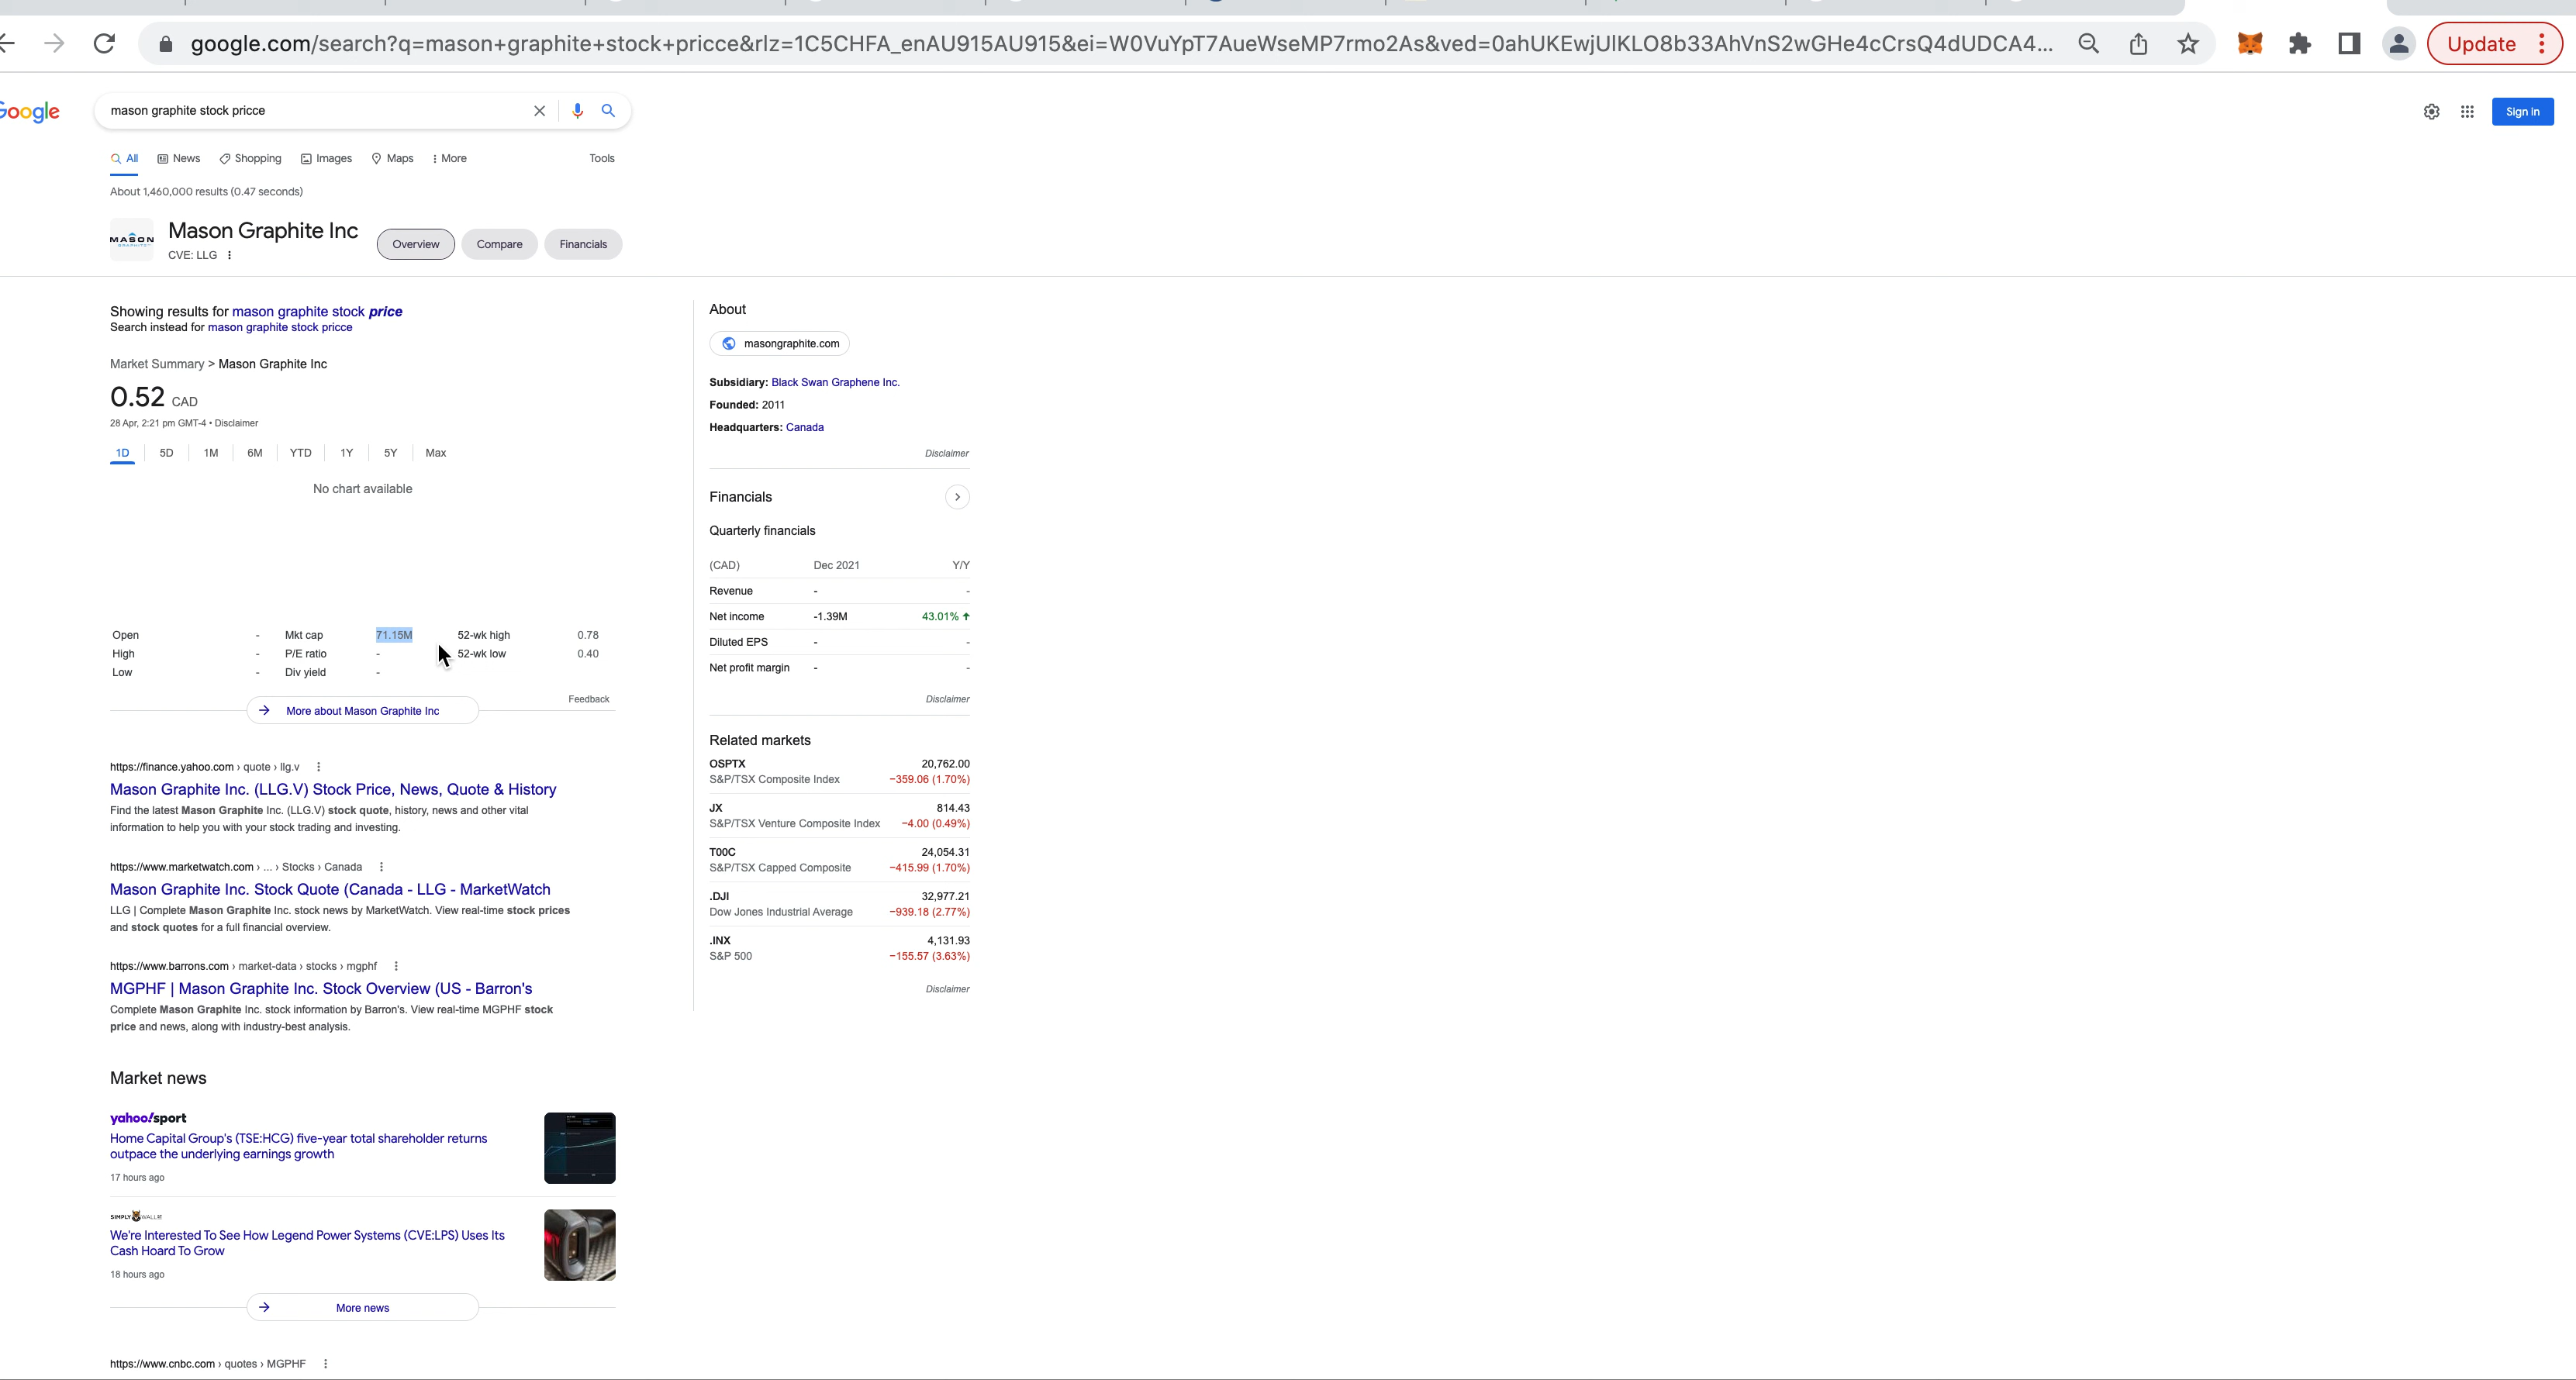 google.com/search?q=mason+graphite+stock+pricce&rlz=1C5CHFA_enAU915AU915&ei=W0VuYpT7AueWseMP7rmo2As&ved=0ahUKEwjUlKLO8b33AhVnS2wGHe4cCrsQ4dUDCA4...
Update
Google
mason graphite stock pricce
Sign in
All News Shopping Images Maps More Tools
About 1,460,000 results (0.47 seconds)
MASON
GRAPHITE
Mason Graphite Inc
CVE: LLG
Overview Compare Financials
Showing results for mason graphite stock price
Search instead for mason graphite stock pricce
Market Summary > Mason Graphite Inc
0.52 CAD
28 Apr, 2:21 pm GMT-4 • Disclaimer
1D 5D 1M 6M YTD 1Y 5Y Max
No chart available
Open - Mkt cap 71.15M 52-wk high 0.78
High - P/E ratio - 52-wk low 0.40
Low - Div yield -
Feedback
More about Mason Graphite Inc
https://finance.yahoo.com › quote › llg.v
Mason Graphite Inc. (LLG.V) Stock Price, News, Quote & History
Find the latest Mason Graphite Inc. (LLG.V) stock quote, history, news and other vital
information to help you with your stock trading and investing.
https://www.marketwatch.com › ... › Stocks › Canada
Mason Graphite Inc. Stock Quote (Canada - LLG - MarketWatch
LLG | Complete Mason Graphite Inc. stock news by MarketWatch. View real-time stock prices
and stock quotes for a full financial overview.
https://www.barrons.com › market-data › stocks › mgphf
MGPHF | Mason Graphite Inc. Stock Overview (US - Barron's
Complete Mason Graphite Inc. stock information by Barron's. View real-time MGPHF stock
price and news, along with industry-best analysis.
Market news
yahoo!sport
Home Capital Group's (TSE:HCG) five-year total shareholder returns
outpace the underlying earnings growth
17 hours ago
SIMPLY WALL ST
We're Interested To See How Legend Power Systems (CVE:LPS) Uses Its
Cash Hoard To Grow
18 hours ago
More news
https://www.cnbc.com › quotes › MGPHF
About
masongraphite.com
Subsidiary: Black Swan Graphene Inc.
Founded: 2011
Headquarters: Canada
Disclaimer
Financials
Quarterly financials
(CAD) Dec 2021 Y/Y
Revenue - -
Net income -1.39M 43.01%
Diluted EPS - -
Net profit margin - -
Disclaimer
Related markets
OSPTX 20,762.00
S&P/TSX Composite Index −359.06 (1.70%)
JX 814.43
S&P/TSX Venture Composite Index −4.00 (0.49%)
T00C 24,054.31
S&P/TSX Capped Composite −415.99 (1.70%)
.DJI 32,977.21
Dow Jones Industrial Average −939.18 (2.77%)
.INX 4,131.93
S&P 500 −155.57 (3.63%)
Disclaimer